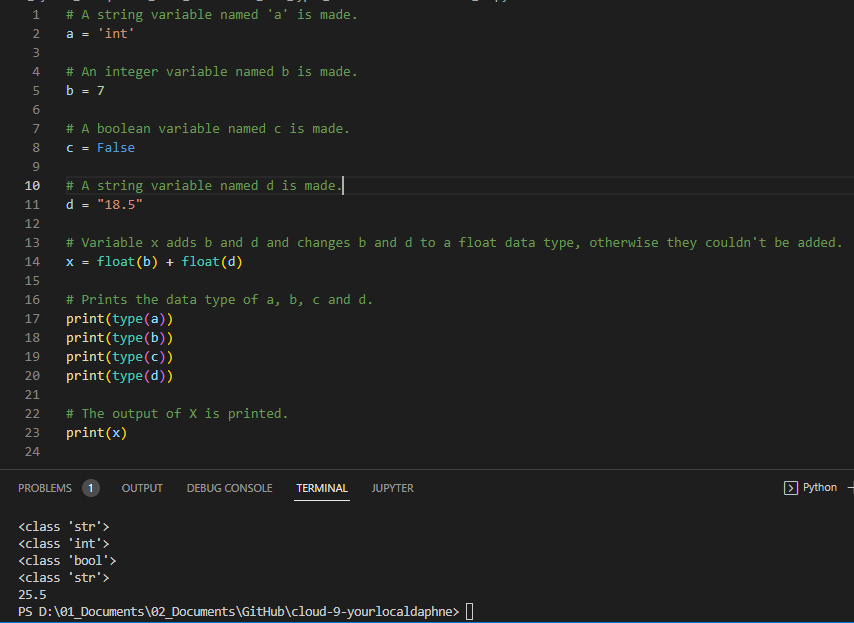 1 # A string variable named 'a' is made.
2 a = 'int'
3
4 # An integer variable named b is made.
5 b = 7
6
7 # A boolean variable named c is made.
8 c = False
9
10 # A string variable named d is made.
11 d = "18.5"
12
13 # Variable x adds b and d and changes b and d to a float data type, otherwise they couldn't be added.
14 x = float(b) + float(d)
15
16 # Prints the data type of a, b, c and d.
17 print(type(a))
18 print(type(b))
19 print(type(c))
20 print(type(d))
21
22 # The output of X is printed.
23 print(x)
24
PROBLEMS 1 OUTPUT DEBUG CONSOLE TERMINAL JUPYTER Python
<class 'str'>
<class 'int'>
<class 'bool'>
<class 'str'>
25.5
PS D:\01_Documents\02_Documents\GitHub\cloud-9-yourlocaldaphne>